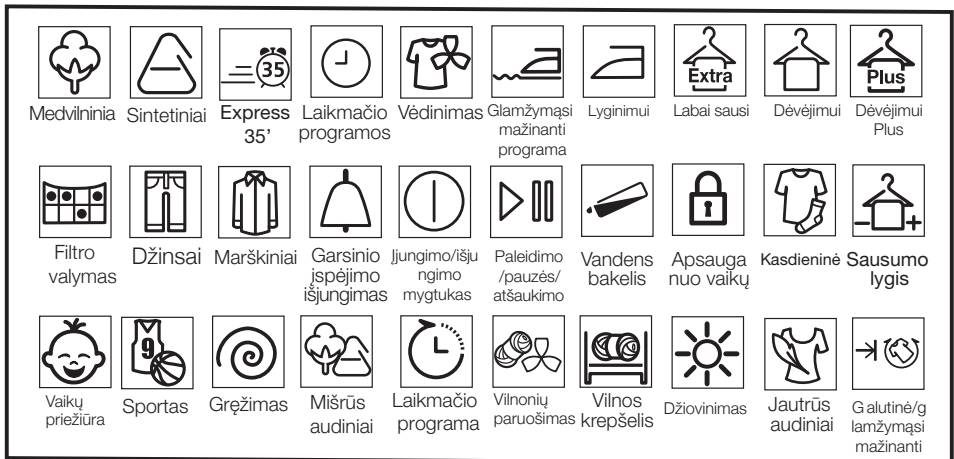 35
Extra
Plus
Medvilninia
Sintetiniai
Express
35'
Laikmačio
programos
Vėdinimas
Glamžymąsi
mažinanti
programa
Lyginimui
Labai sausi
Dėvėjimui
Dėvėjimui
Plus
Filtro
valymas
Džinsai
Marškiniai
Garsinio
įspėjimo
išjungimas
Įjungimo/išju
ngimo
mygtukas
Paleidimo
/pauzės/
atšaukimo
Vandens
bakelis
Apsauga
nuo vaikų
Kasdieninė
Sausumo
lygis
9
Vaikų
priežiūra
Sportas
Gręžimas
Mišrūs
audiniai
Laikmačio
programa
Vilnonių
paruošimas
Vilnos
krepšelis
Džiovinimas
Jautrūs
audiniai
G alutinė/g
lamžymąsi
mažinanti